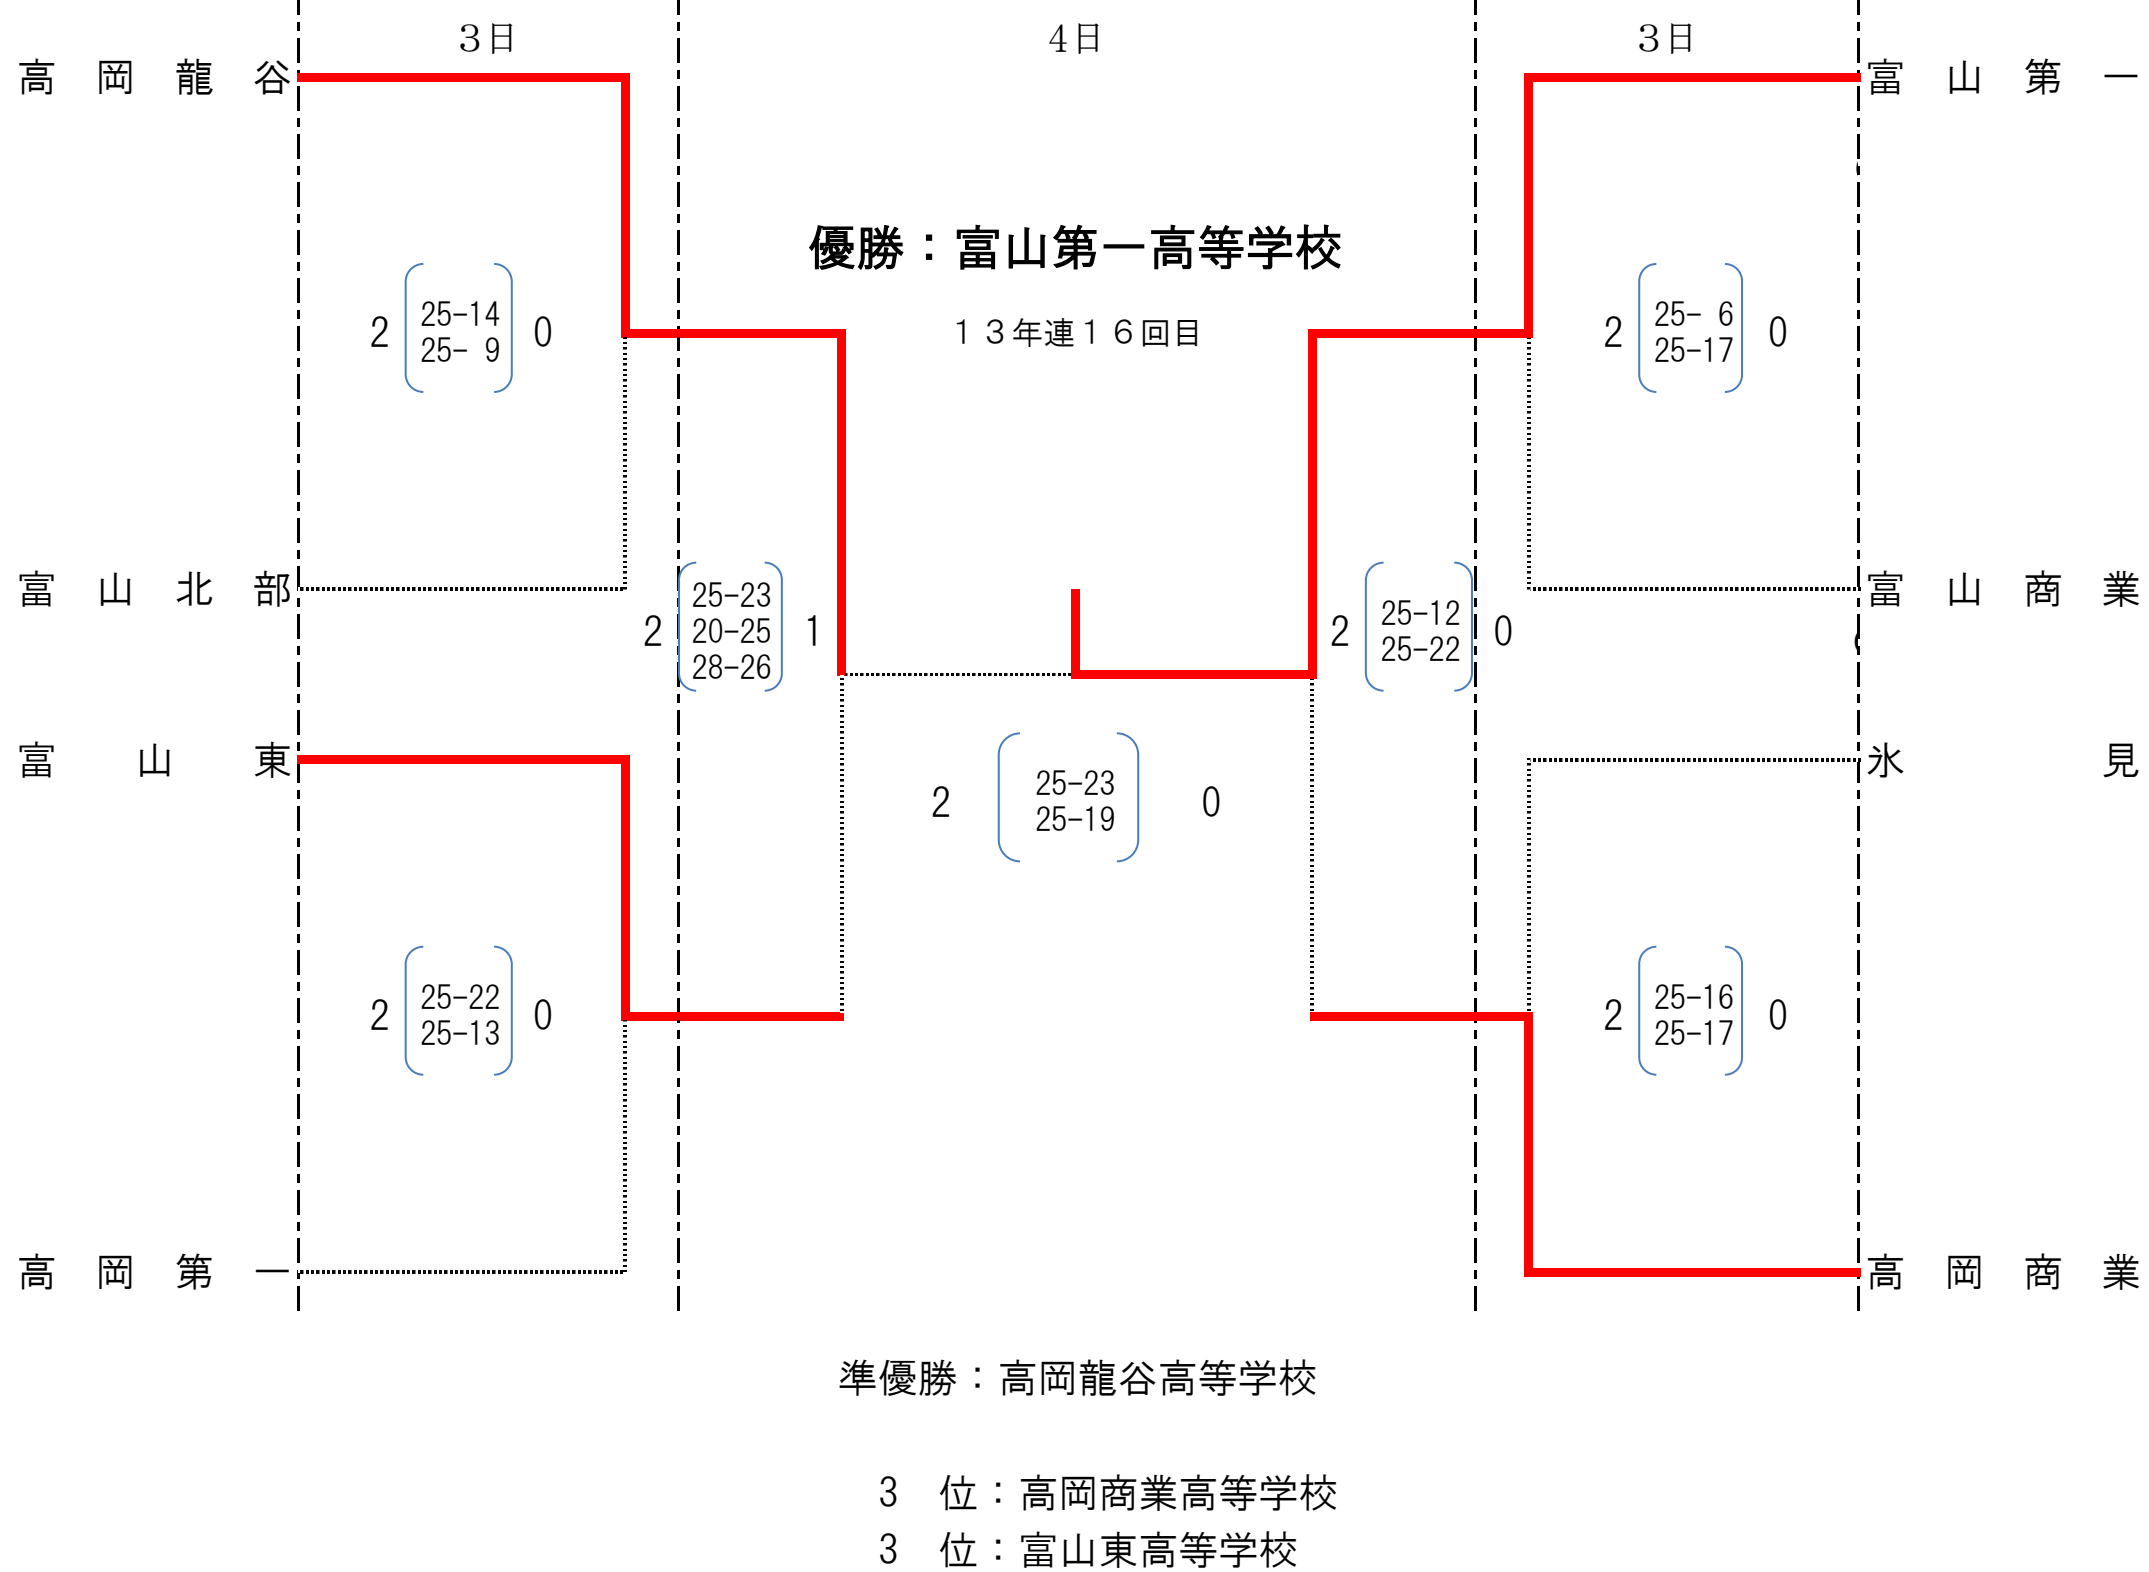 ３日 4日 ３日
高岡龍谷 富山第一
優勝：富山第一高等学校
2 25-14 0 １３年連１６回目 2 25- 6 0
25- 9 25-17
富山北部 富山商業
2 25-23 1 2 25-12 0
20-25 25-22
28-26
富山東 氷見
2 25-23 0
25-19
2 25-22 0 2 25-16 0
25-13 25-17
高岡第一 高岡商業
準優勝：高岡龍谷高等学校
3 位：高岡商業高等学校
3 位：富山東高等学校